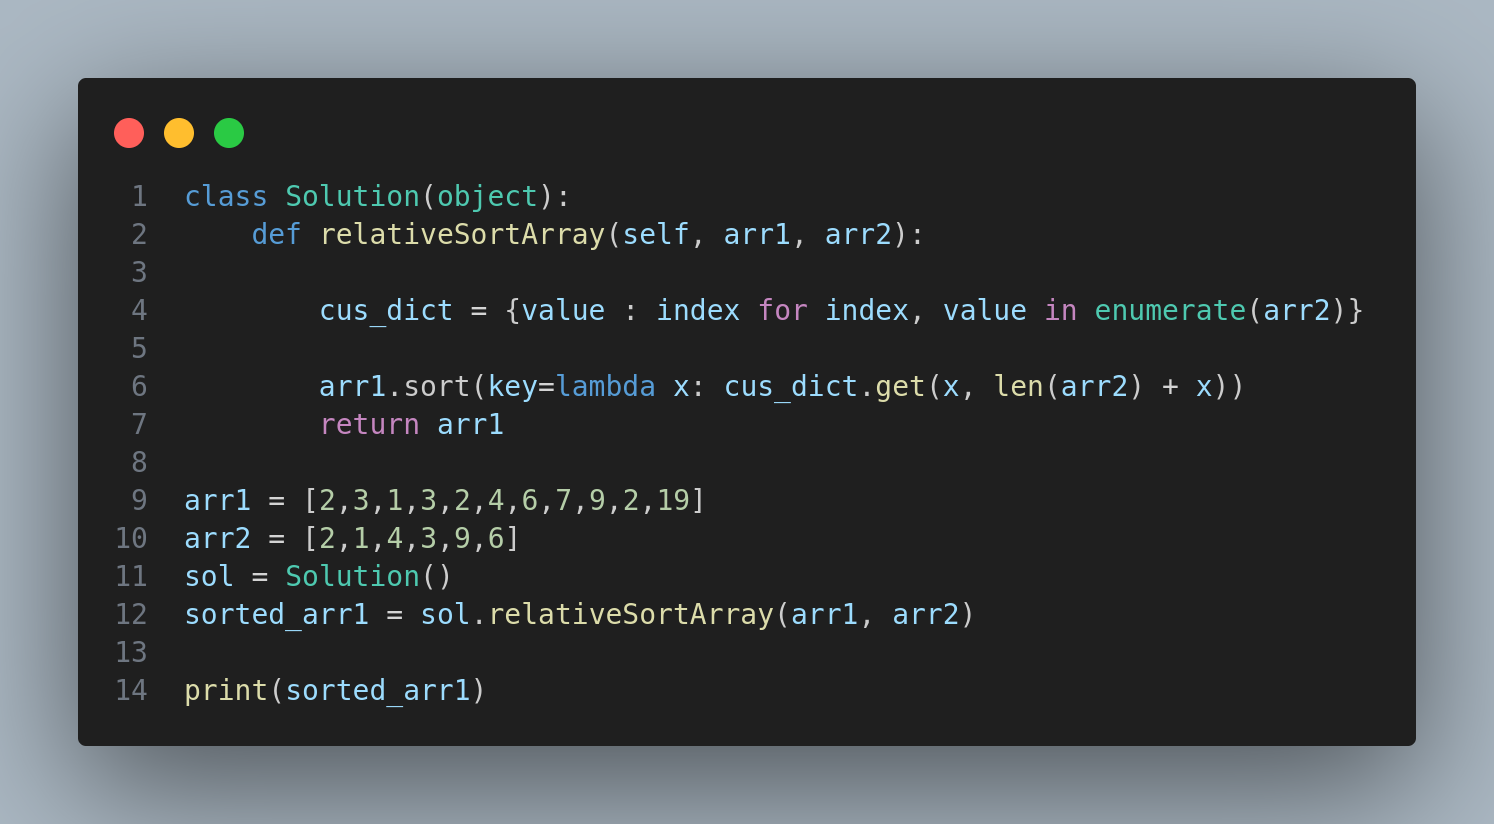 1 class Solution(object):
2     def relativeSortArray(self, arr1, arr2):
3
4         cus_dict = {value : index for index, value in enumerate(arr2)}
5
6         arr1.sort(key=lambda x: cus_dict.get(x, len(arr2) + x))
7         return arr1
8
9 arr1 = [2,3,1,3,2,4,6,7,9,2,19]
10 arr2 = [2,1,4,3,9,6]
11 sol = Solution()
12 sorted_arr1 = sol.relativeSortArray(arr1, arr2)
13
14 print(sorted_arr1)